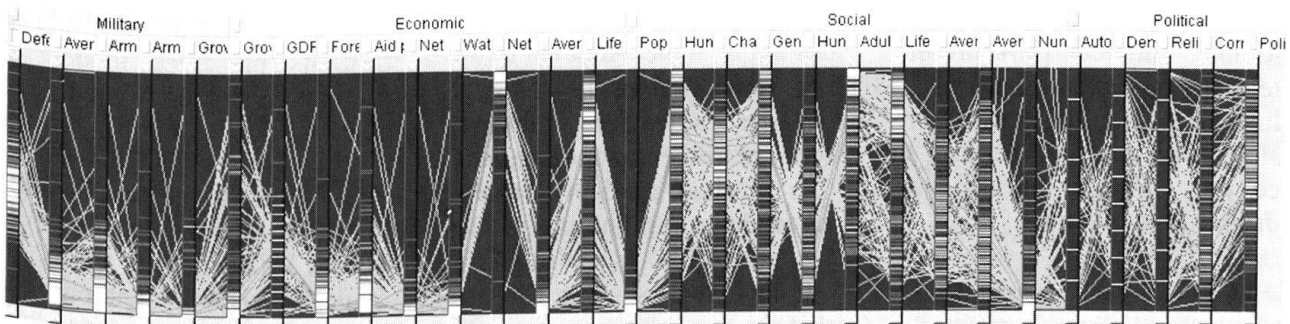 Military Economic Social Political
Defe Aver Arm Arm Grov Grov GDF Fore Aid p Net Wat Net Aver Life Pop Hun Cha Gen Hun Adul Life Aver Aver Nun Auto Den Reli Corr Poli